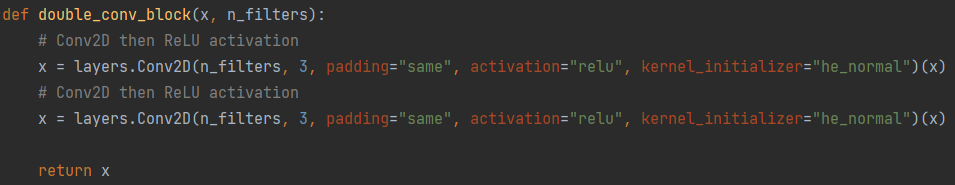 def double_conv_block(x, n_filters):
    # Conv2D then ReLU activation
    x = layers.Conv2D(n_filters, 3, padding="same", activation="relu", kernel_initializer="he_normal")(x)
    # Conv2D then ReLU activation
    x = layers.Conv2D(n_filters, 3, padding="same", activation="relu", kernel_initializer="he_normal")(x)
    return x